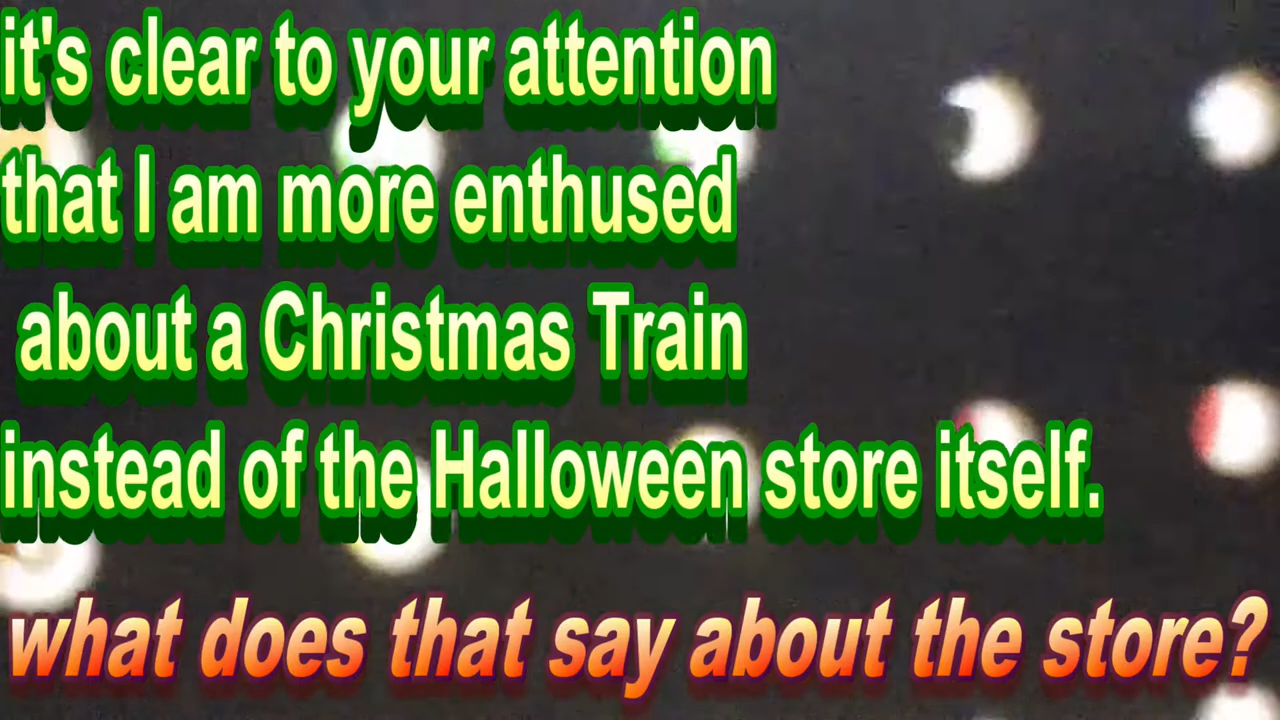 it's clear to your attention
that I am more enthused
about a Christmas Train
instead of the Halloween store itself.
what does that say about the store?